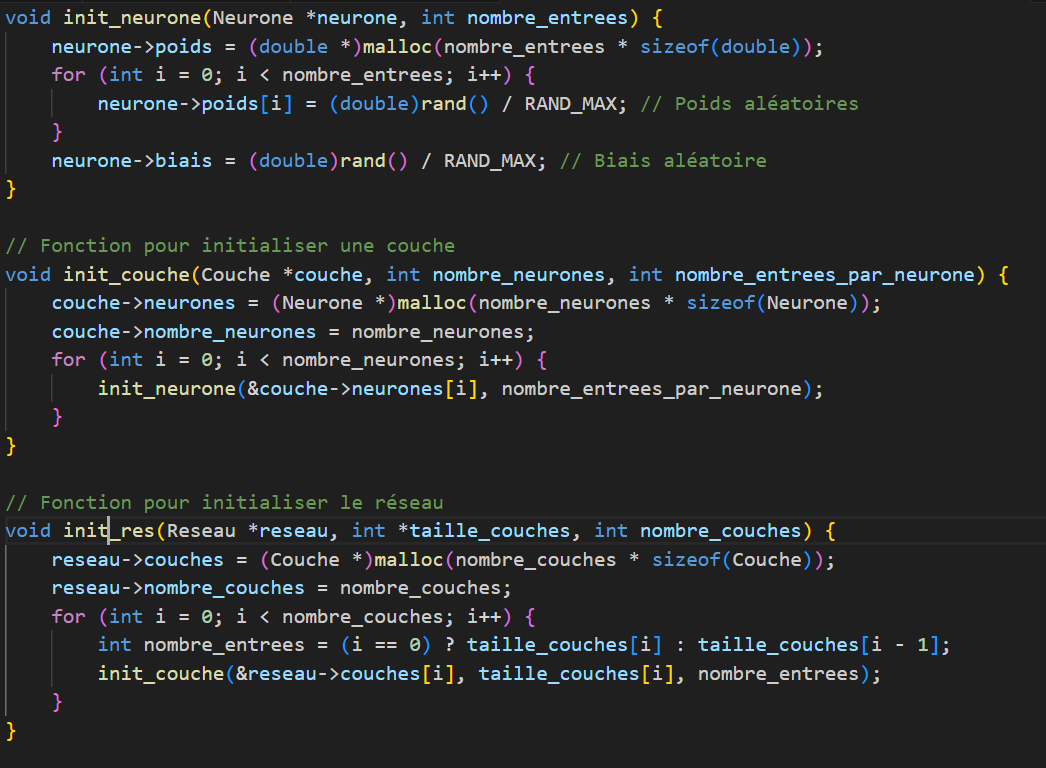 void init_neurone(Neurone *neurone, int nombre_entrees) {
    neurone->poids = (double *)malloc(nombre_entrees * sizeof(double));
    for (int i = 0; i < nombre_entrees; i++) {
        neurone->poids[i] = (double)rand() / RAND_MAX; // Poids aléatoires
    }
    neurone->biais = (double)rand() / RAND_MAX; // Biais aléatoire
}

// Fonction pour initialiser une couche
void init_couche(Couche *couche, int nombre_neurones, int nombre_entrees_par_neurone) {
    couche->neurones = (Neurone *)malloc(nombre_neurones * sizeof(Neurone));
    couche->nombre_neurones = nombre_neurones;
    for (int i = 0; i < nombre_neurones; i++) {
        init_neurone(&couche->neurones[i], nombre_entrees_par_neurone);
    }
}

// Fonction pour initialiser le réseau
void init_res(Reseau *reseau, int *taille_couches, int nombre_couches) {
    reseau->couches = (Couche *)malloc(nombre_couches * sizeof(Couche));
    reseau->nombre_couches = nombre_couches;
    for (int i = 0; i < nombre_couches; i++) {
        int nombre_entrees = (i == 0) ? taille_couches[i] : taille_couches[i - 1];
        init_couche(&reseau->couches[i], taille_couches[i], nombre_entrees);
    }
}